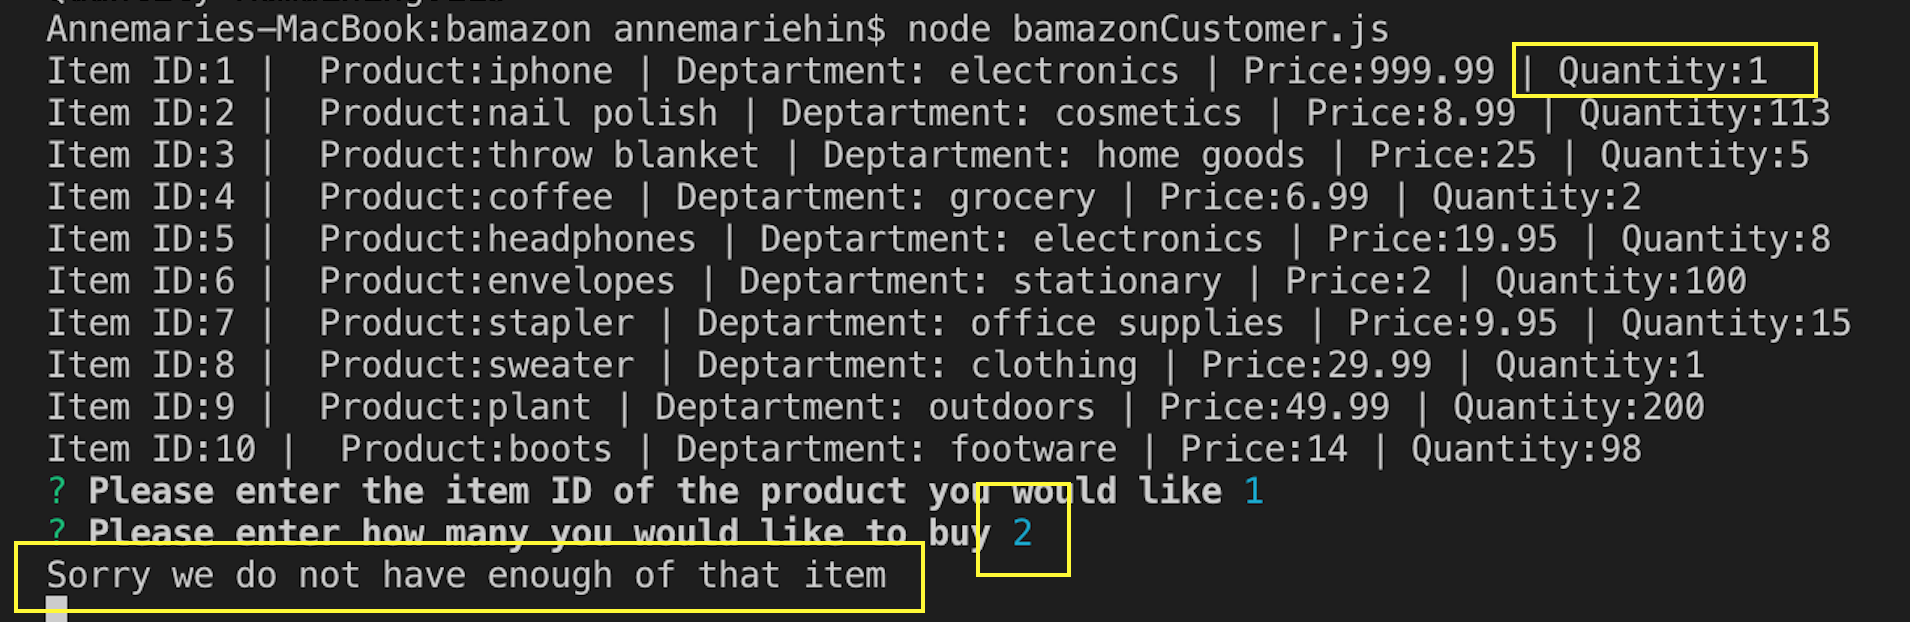 Annemaries-MacBook:bamazon annemariehin$ node bamazonCustomer.js
Item ID:1 |  Product:iphone | Deptartment: electronics | Price:999.99 | Quantity:1
Item ID:2 |  Product:nail polish | Deptartment: cosmetics | Price:8.99 | Quantity:113
Item ID:3 |  Product:throw blanket | Deptartment: home goods | Price:25 | Quantity:5
Item ID:4 |  Product:coffee | Deptartment: grocery | Price:6.99 | Quantity:2
Item ID:5 |  Product:headphones | Deptartment: electronics | Price:19.95 | Quantity:8
Item ID:6 |  Product:envelopes | Deptartment: stationary | Price:2 | Quantity:100
Item ID:7 |  Product:stapler | Deptartment: office supplies | Price:9.95 | Quantity:15
Item ID:8 |  Product:sweater | Deptartment: clothing | Price:29.99 | Quantity:1
Item ID:9 |  Product:plant | Deptartment: outdoors | Price:49.99 | Quantity:200
Item ID:10 |  Product:boots | Deptartment: footware | Price:14 | Quantity:98
? Please enter the item ID of the product you would like 1
? Please enter how many you would like to buy 2
Sorry we do not have enough of that item